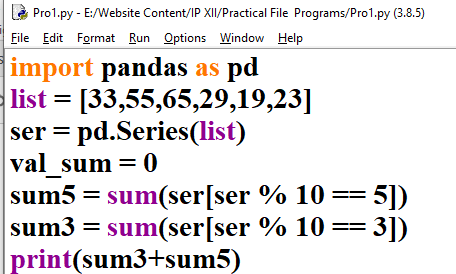 Pro1.py - E:/Website Content/IP XII/Practical File Programs/Pro1.py (3.8.5)
File Edit Format Run Options Window Help
import pandas as pd
list = [33,55,65,29,19,23]
ser = pd.Series(list)
val_sum = 0
sum5 = sum(ser[ser % 10 == 5])
sum3 = sum(ser[ser % 10 == 3])
print(sum3+sum5)